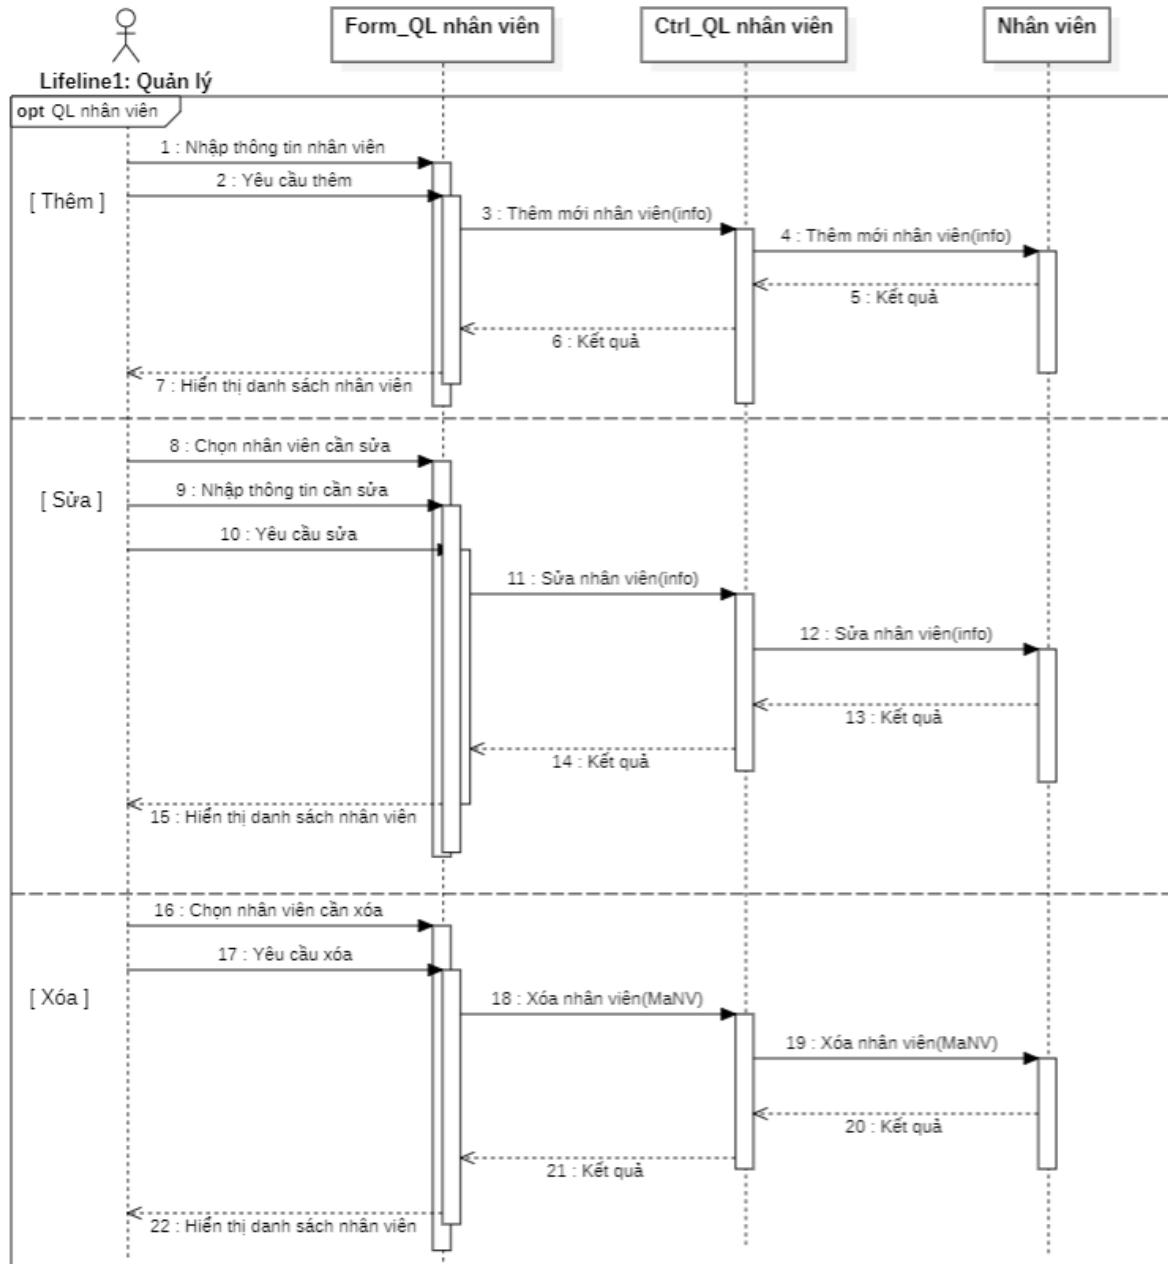 Form_QL nhân viên
Ctrl_QL nhân viên
Nhân viên
Lifeline1: Quản lý
opt QL nhân viên
1 : Nhập thông tin nhân viên
2 : Yêu cầu thêm
[ Thêm ]
3 : Thêm mới nhân viên(info)
4 : Thêm mới nhân viên(info)
5 : Kết quả
6 : Kết quả
7 : Hiển thị danh sách nhân viên
8 : Chọn nhân viên cần sửa
9 : Nhập thông tin cần sửa
[ Sửa ]
10 : Yêu cầu sửa
11 : Sửa nhân viên(info)
12 : Sửa nhân viên(info)
13 : Kết quả
14 : Kết quả
15 : Hiển thị danh sách nhân viên
16 : Chọn nhân viên cần xóa
17 : Yêu cầu xóa
[ Xóa ]
18 : Xóa nhân viên(MaNV)
19 : Xóa nhân viên(MaNV)
20 : Kết quả
21 : Kết quả
22 : Hiển thị danh sách nhân viên